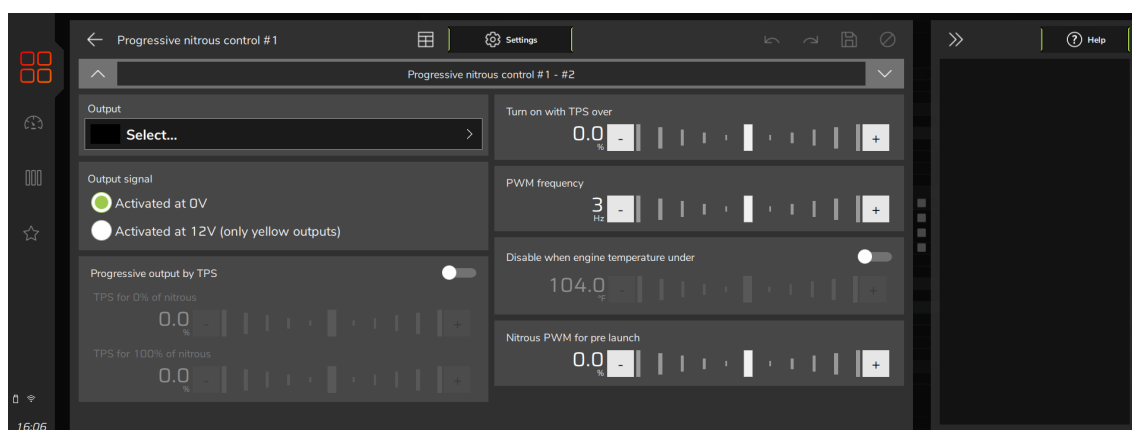 Progressive nitrous control #1
Settings
Help
Progressive nitrous control #1 - #2
Output
Select...
Output signal
Activated at 0V
Activated at 12V (only yellow outputs)
Progressive output by TPS
TPS for 0% of nitrous
0.0
%
-
+
TPS for 100% of nitrous
0.0
%
-
+
Turn on with TPS over
0.0
%
-
+
PWM frequency
3
Hz
-
+
Disable when engine temperature under
104.0
°F
-
+
Nitrous PWM for pre launch
0.0
%
-
+
16:06